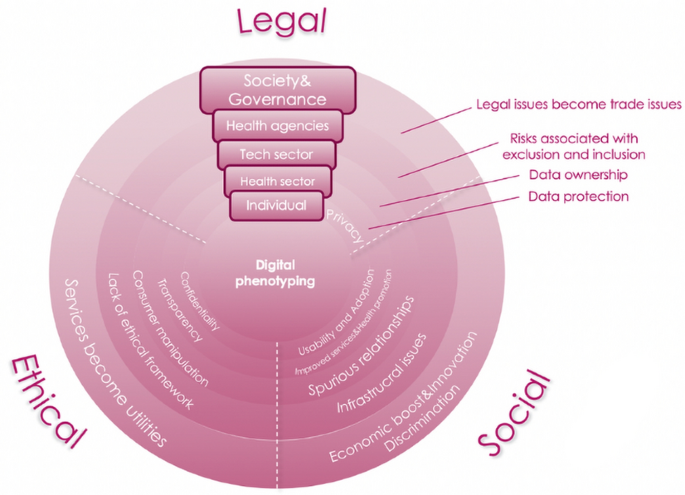 Legal
Society&
Governance
Health agencies
Tech sector
Health sector
Individual
Privacy
Legal issues become trade issues
Risks associated with
exclusion and inclusion
Data ownership
Data protection
Digital
phenotyping
Confidentiality
Transparency
Consumer manipulation
Lack of ethical framework
Services become utilities
Ethical
Usability and Adoption
Improved services&Health promotion
Spurious relationships
Infrastrucral issues
Economic boost&Innovation
Discrimination
Social